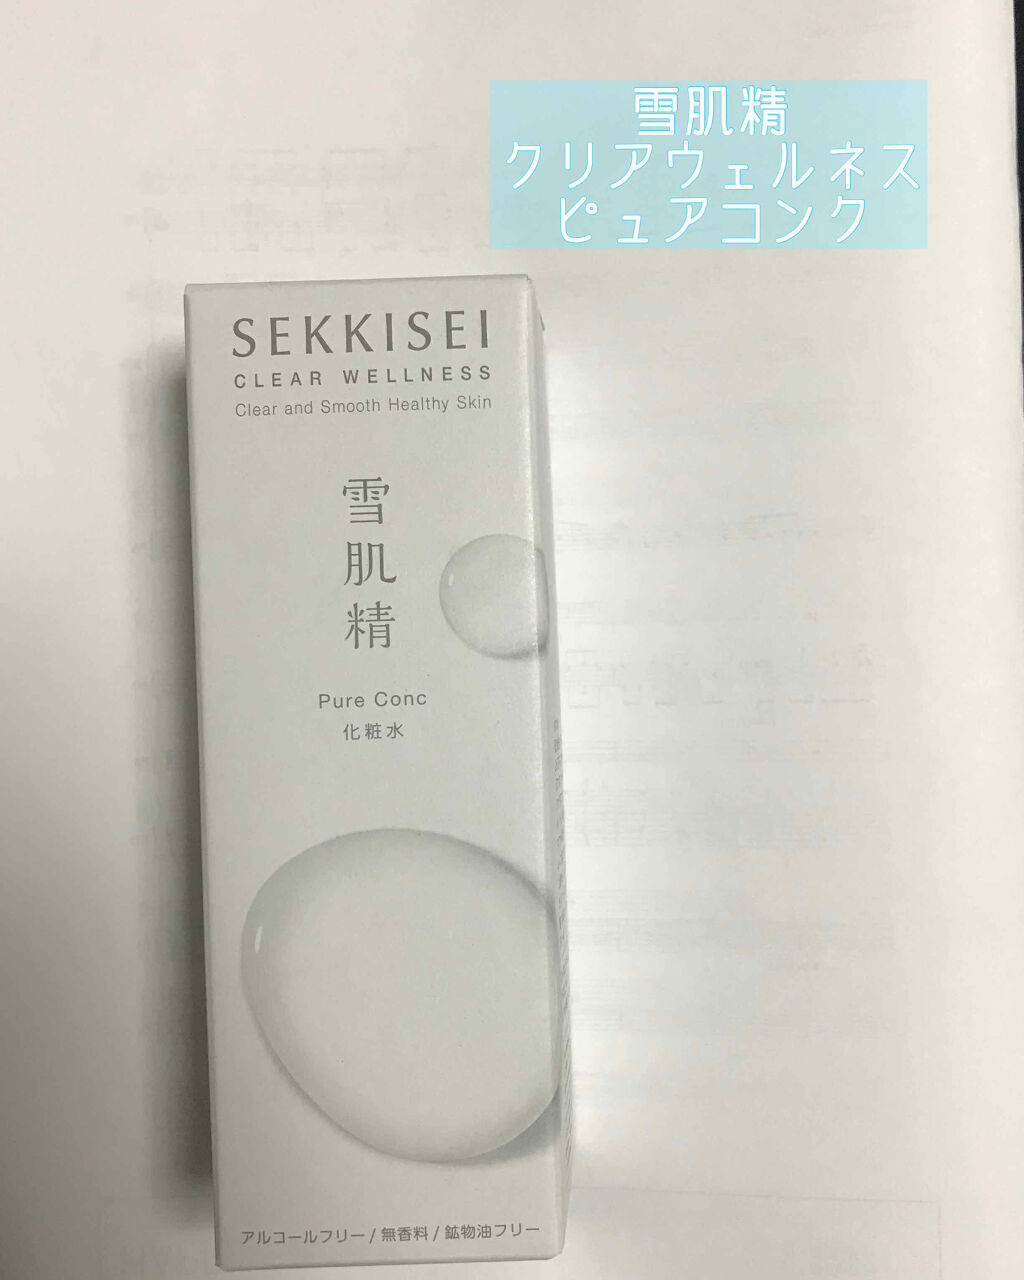 雪肌精
クリアウェルネス
ピュアコンク
SEKKISEI
CLEAR WELLNESS
Clear and Smooth Healthy Skin
雪肌精
Pure Conc
化粧水
アルコールフリー / 無香料 / 鉱物油フリー